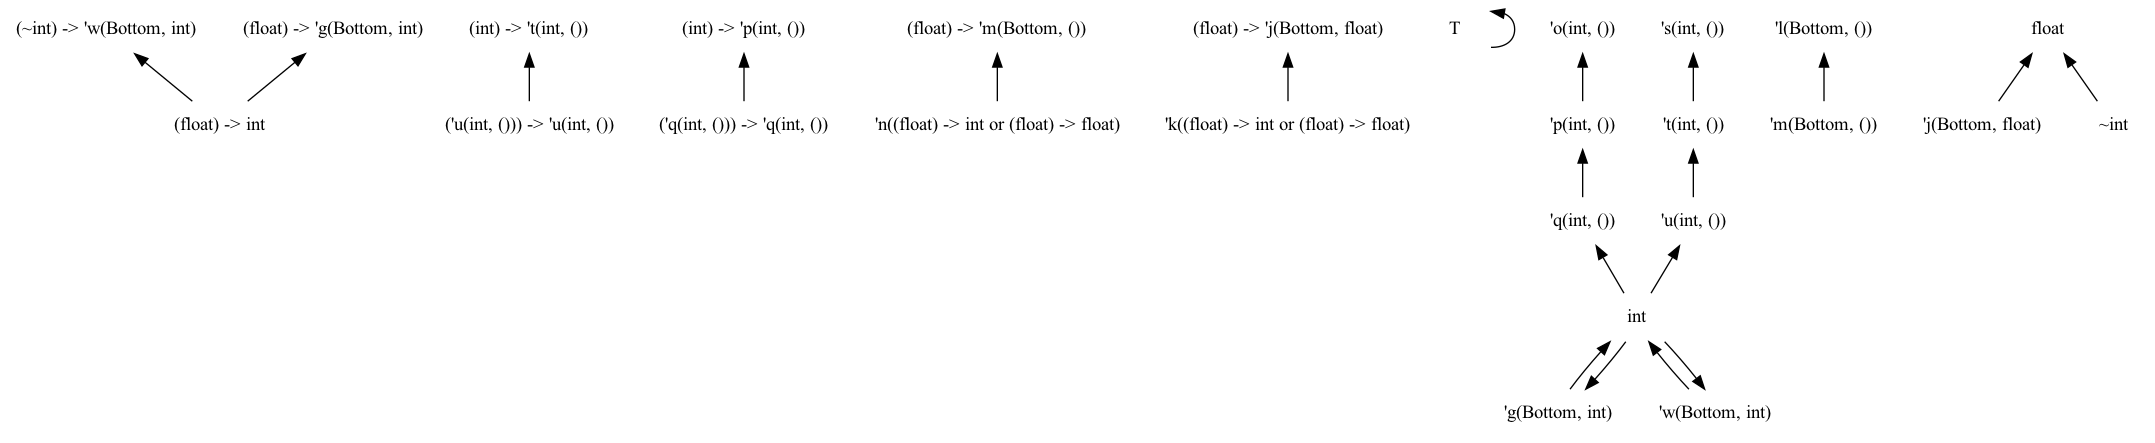 (~int) -> 'w(Bottom, int) (float) -> 'g(Bottom, int) (int) -> 't(int, ()) (int) -> 'p(int, ()) (float) -> 'm(Bottom, ()) (float) -> 'j(Bottom, float) T 'o(int, ()) 's(int, ()) 'l(Bottom, ()) float
(float) -> int ('u(int, ())) -> 'u(int, ()) ('q(int, ())) -> 'q(int, ()) 'n((float) -> int or (float) -> float) 'k((float) -> int or (float) -> float) 'p(int, ()) 't(int, ()) 'm(Bottom, ()) 'j(Bottom, float) ~int
'q(int, ()) 'u(int, ())
int
'g(Bottom, int) 'w(Bottom, int)